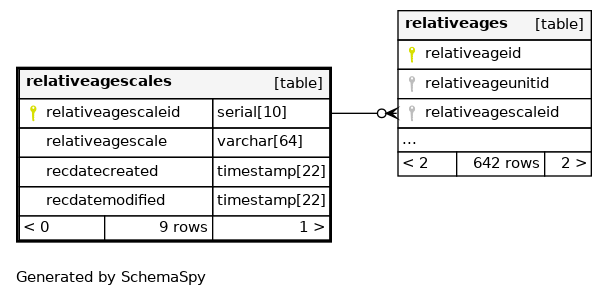 relativeagescales [table]
relativeagescaleid serial[10]
relativeagescale varchar[64]
recdatecreated timestamp[22]
recdatemodified timestamp[22]
< 0 9 rows 1 >
relativeages [table]
relativeageid
relativeageunitid
relativeagescaleid
...
< 2 642 rows 2 >
Generated by SchemaSpy